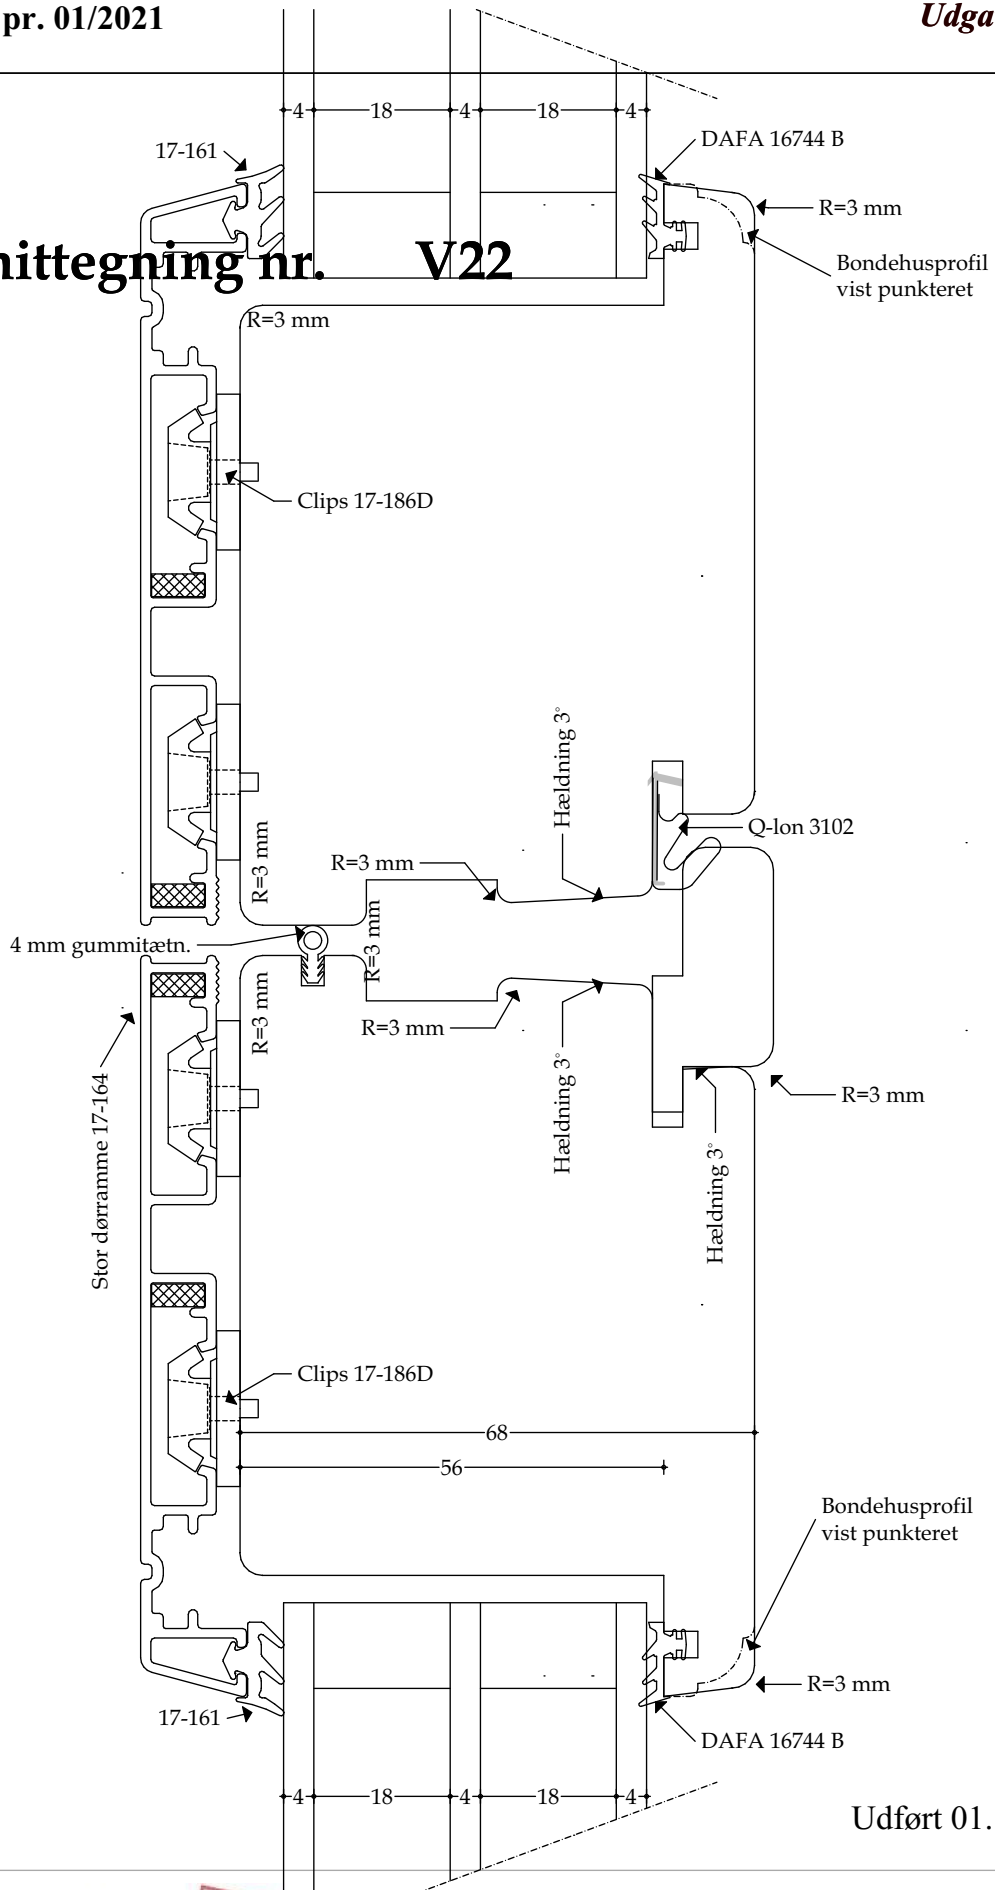 pr. 01/2021
Udga
4 18 4 18 4
17-161
DAFA 16744 B
R=3 mm
nittegning nr. V22
Bondehusprofil
vist punkteret
R=3 mm
Clips 17-186D
Hældning 3°
Q-lon 3102
R=3 mm
R=3 mm
4 mm gummitætn.
R=3 mm
R=3 mm
R=3 mm
Hældning 3°
Stor dørramme 17-164
R=3 mm
Hældning 3°
Clips 17-186D
68
56
Bondehusprofil
vist punkteret
R=3 mm
17-161
DAFA 16744 B
4 18 4 18 4
Udført 01.